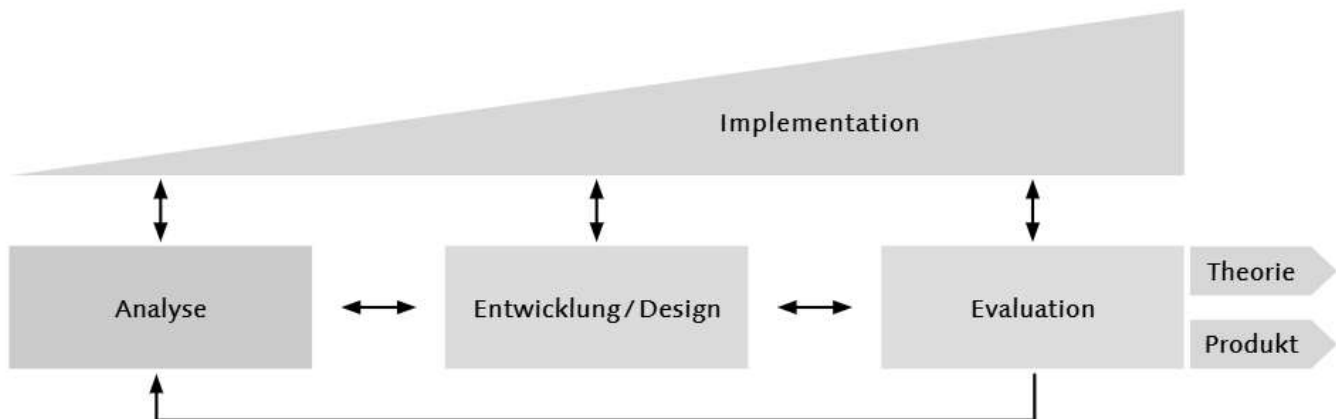 Implementation
Analyse
Entwicklung / Design
Evaluation
Theorie
Produkt